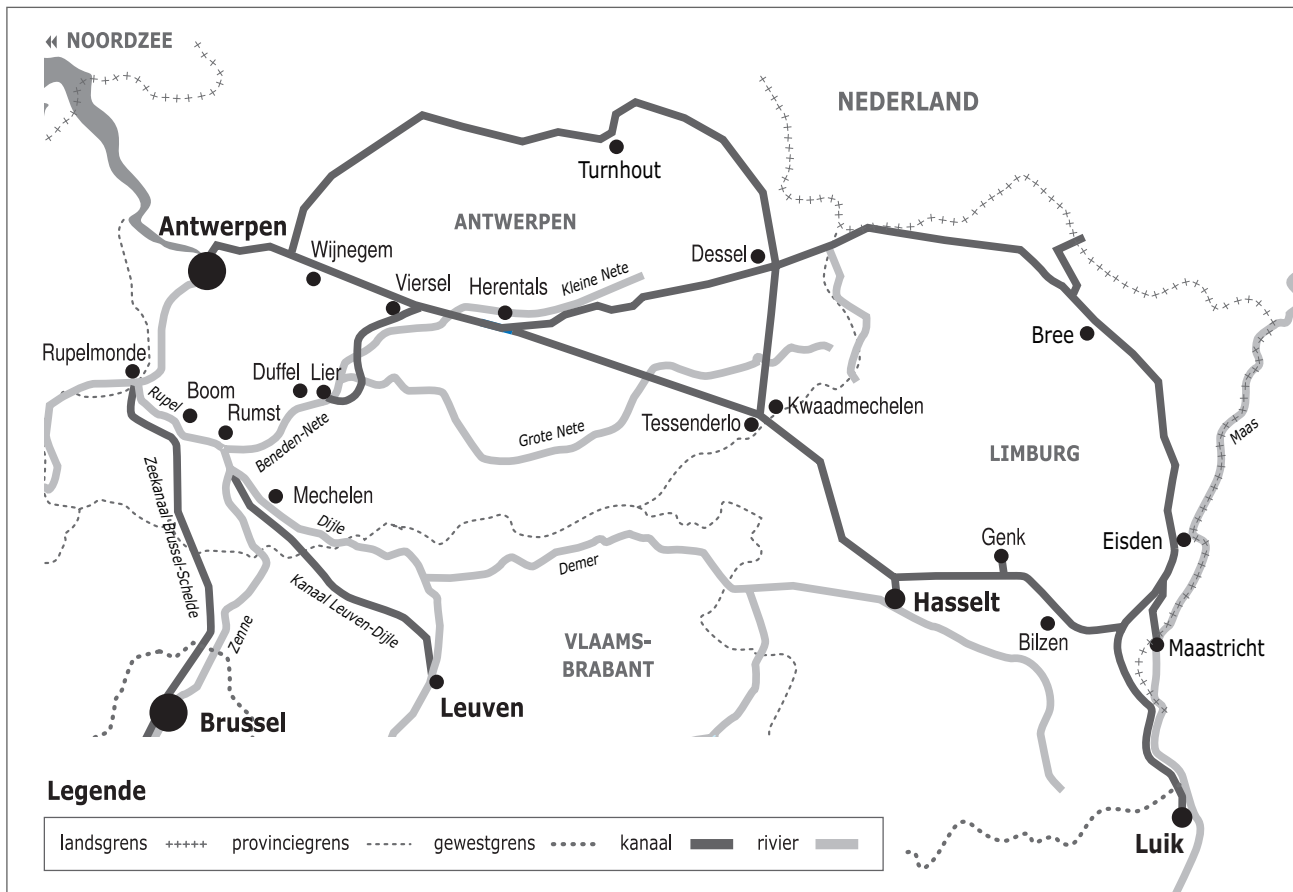 NOORDZEE
NEDERLAND
Turnhout
Antwerpen
ANTWERPEN
Wijnegem
Dessel
Viersel
Herentals
Kleine Nete
Bree
Rupelmonde
Duffel
Lier
Boom
Rupel
Rumst
Kwaadmechelen
Tessenderlo
Grote Nete
Beneden-Nete
Maas
LIMBURG
Mechelen
Zeekanaal Brussel-Schelde
Dijle
Genk
Eisden
Demer
Kanaal Leuven-Dijle
Hasselt
Zenne
VLAAMS-
BRABANT
Bilzen
Maastricht
Leuven
Brussel
Luik
Legende
landsgrens provinciegrens gewestgrens kanaal rivier